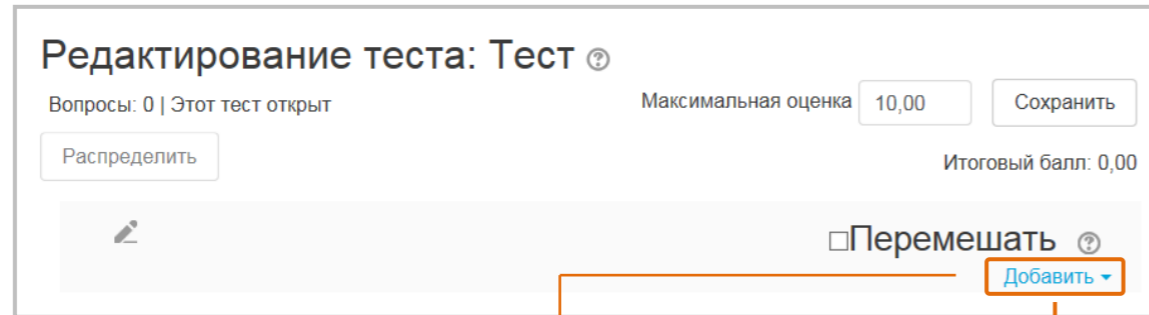 Редактирование теста: Тест
Вопросы: 0 | Этот тест открыт
Максимальная оценка 10,00 Сохранить
Распределить
Итоговый балл: 0,00
Перемешать
Добавить